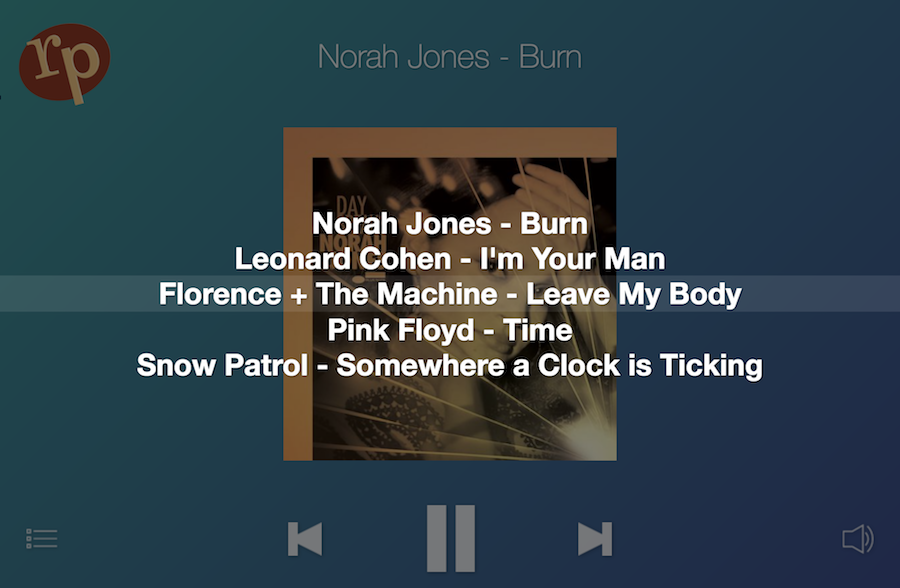 rp
Norah Jones - Burn
DAY
NORAH
Norah Jones - Burn
Leonard Cohen - I'm Your Man
Florence + The Machine - Leave My Body
Pink Floyd - Time
Snow Patrol - Somewhere a Clock is Ticking